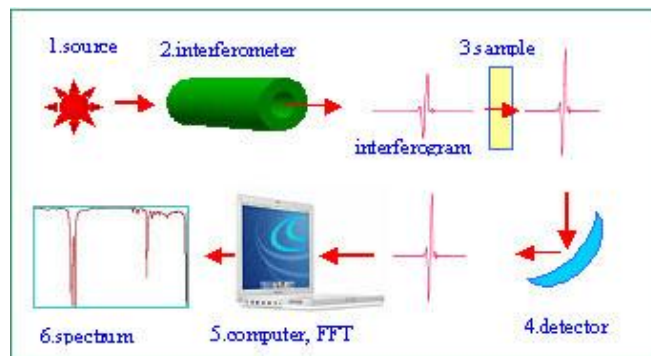 1.source
2.interferometer
3.sample
interferogram
4.detector
5.computer, FFT
6.spectrum